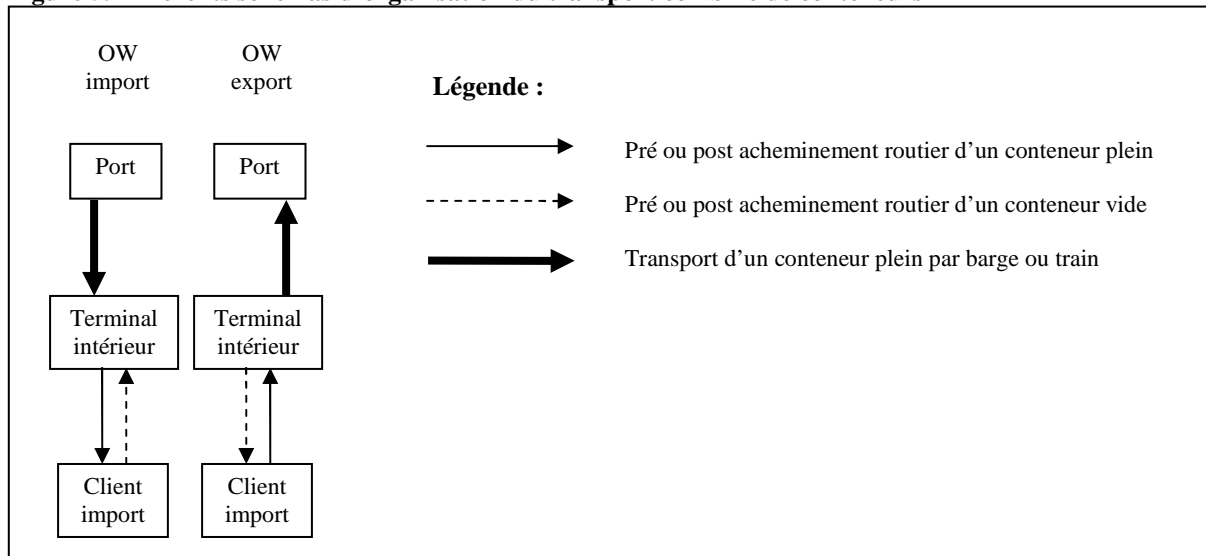 OW
import
OW
export
Légende :
Port
Port
Pré ou post acheminement routier d'un conteneur plein
Pré ou post acheminement routier d'un conteneur vide
Transport d'un conteneur plein par barge ou train
Terminal
intérieur
Terminal
intérieur
Client
import
Client
import